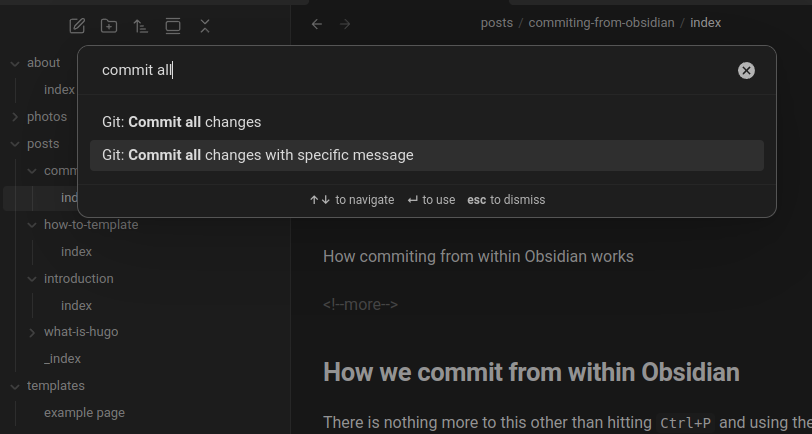 posts / commiting-from-obsidian / index
commit all
Git: Commit all changes
Git: Commit all changes with specific message
↑↓ to navigate ↵ to use esc to dismiss
about
index
photos
posts
comm
ind
how-to-template
index
introduction
index
what-is-hugo
_index
templates
example page
How commiting from within Obsidian works
<!--more-->
How we commit from within Obsidian
There is nothing more to this other than hitting Ctrl+P and using the